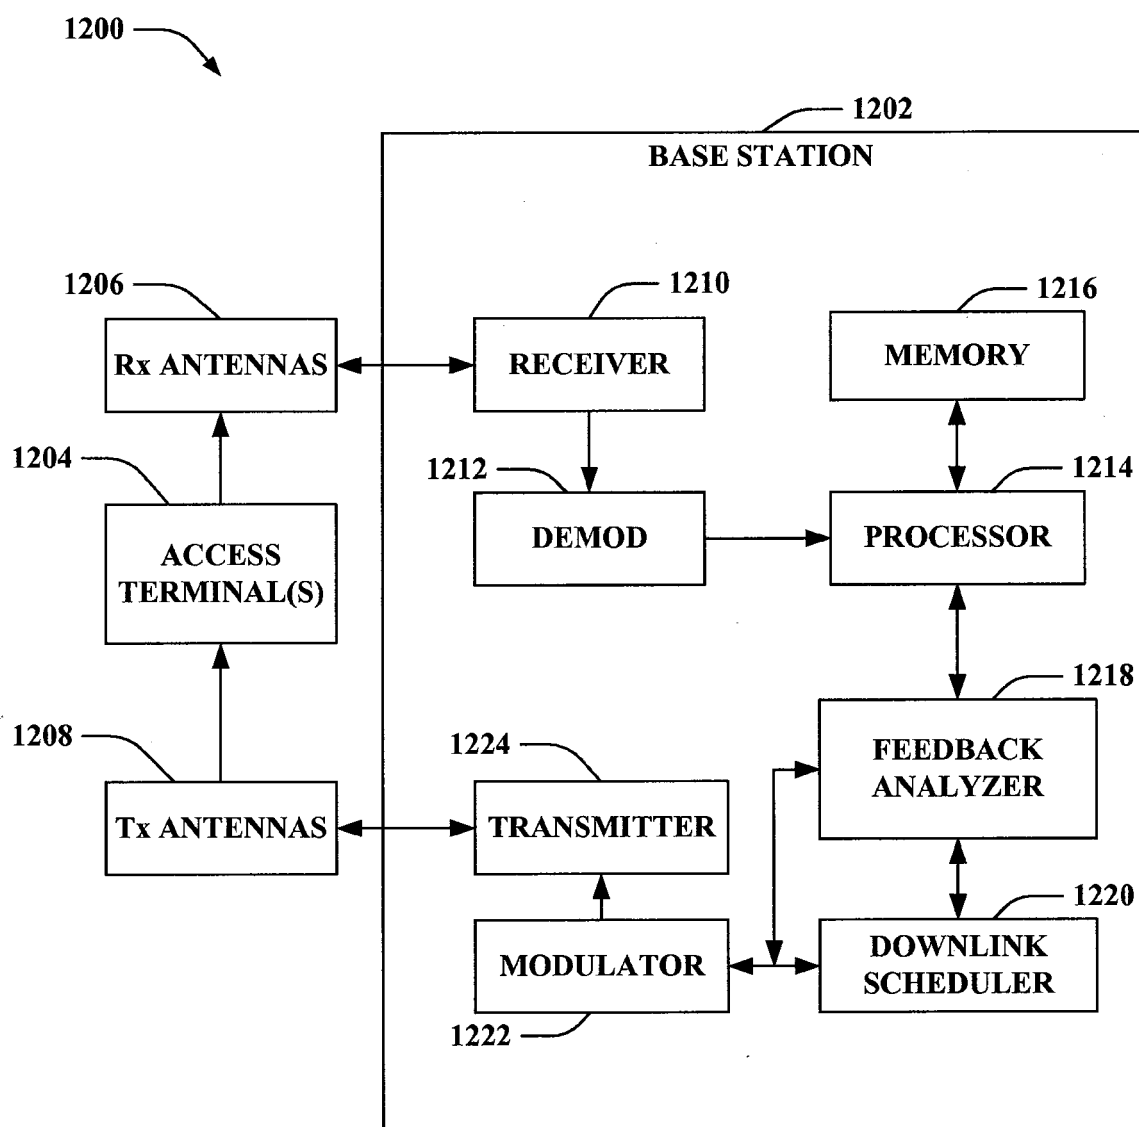 1200
1202
BASE STATION
1206
1210
1216
Rx ANTENNAS
RECEIVER
MEMORY
1204
1212
1214
ACCESS
TERMINAL(S)
DEMOD
PROCESSOR
1208
1224
1218
Tx ANTENNAS
TRANSMITTER
FEEDBACK
ANALYZER
1220
MODULATOR
DOWNLINK
SCHEDULER
1222